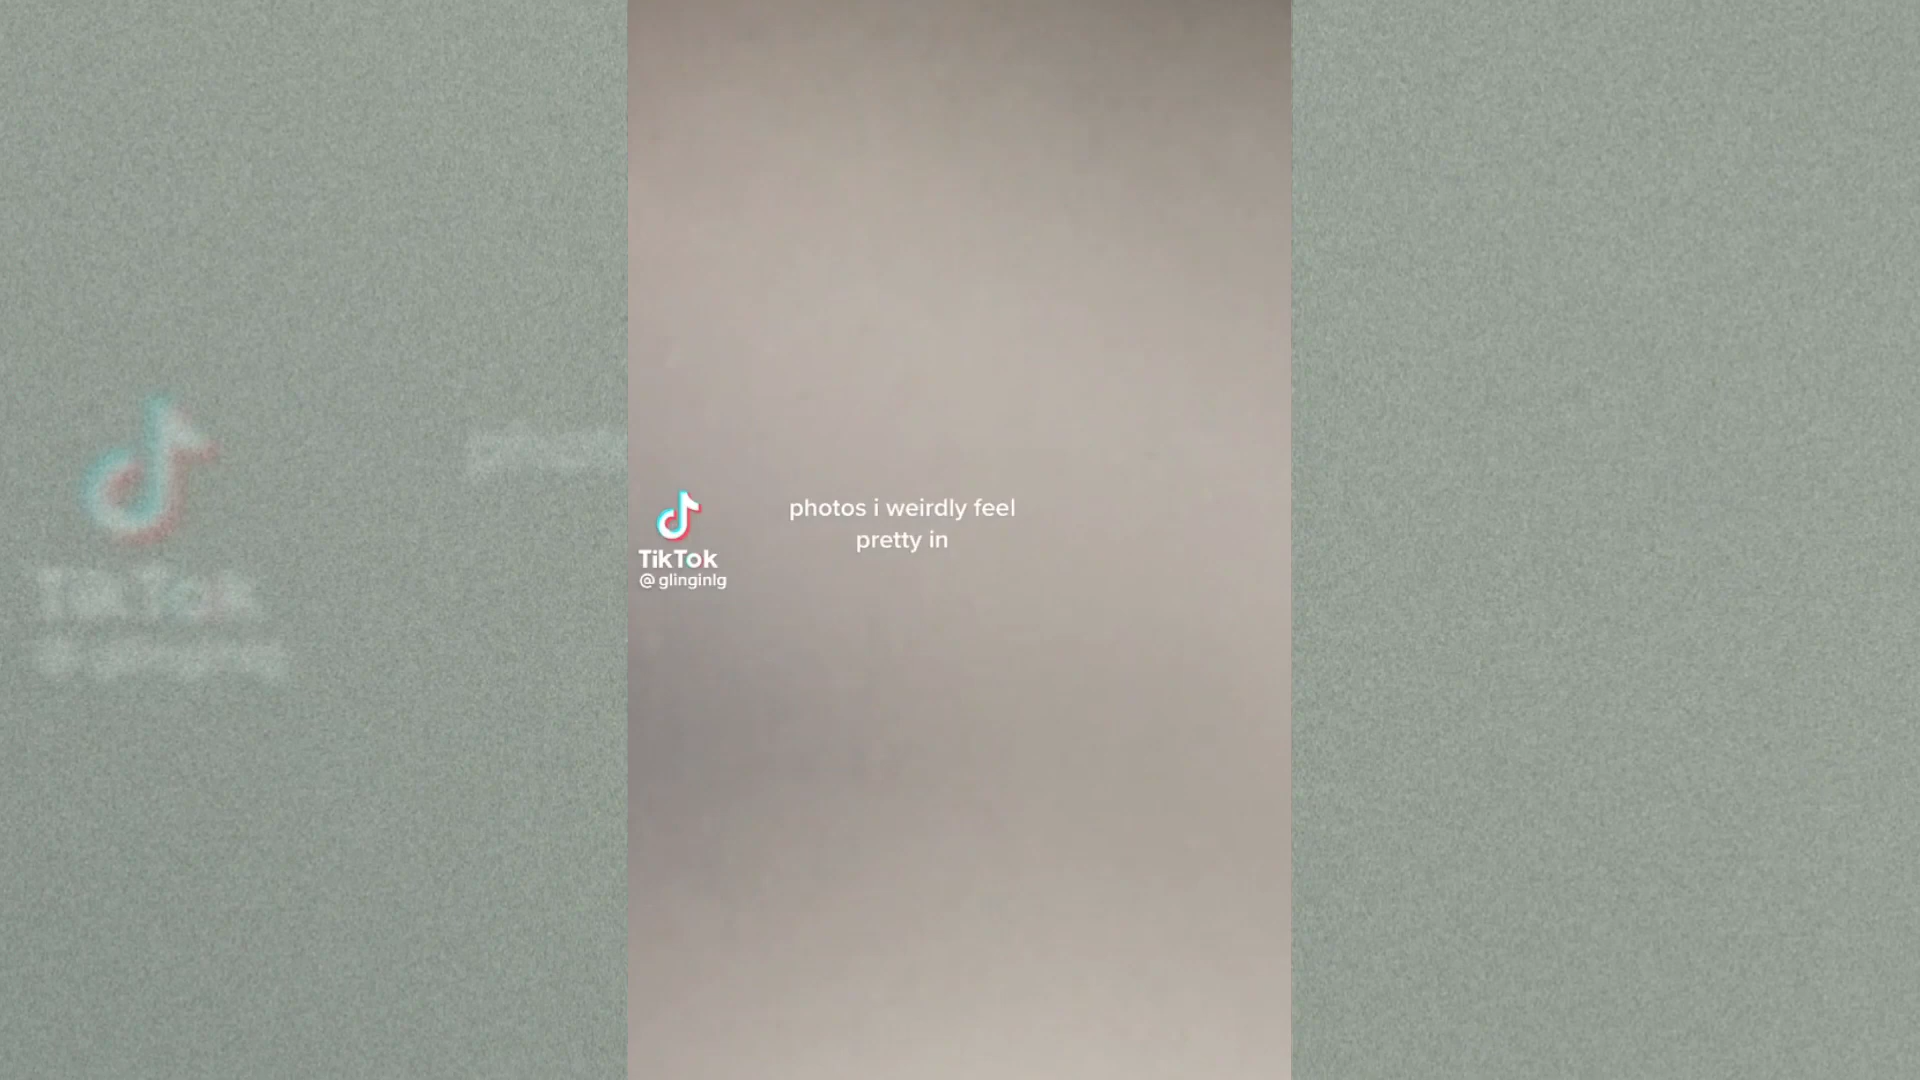 photos i weirdly feel
pretty in
TikTok
@ glinginlg